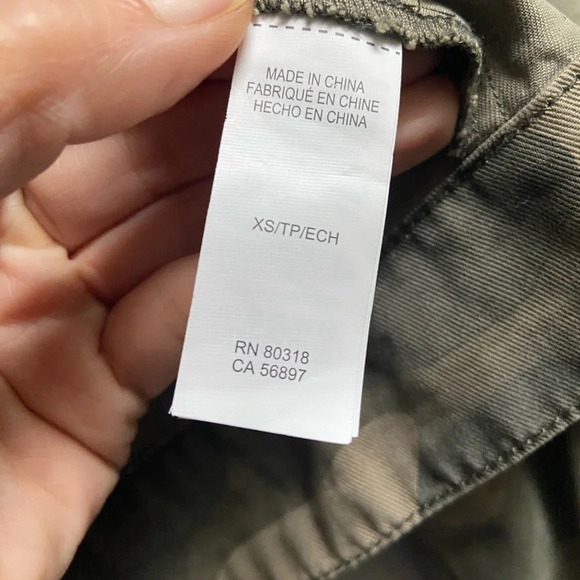 MADE IN CHINA
FABRIQUÉ EN CHINE
HECHO EN CHINA
XS/TP/ECH
RN 80318
CA 56897